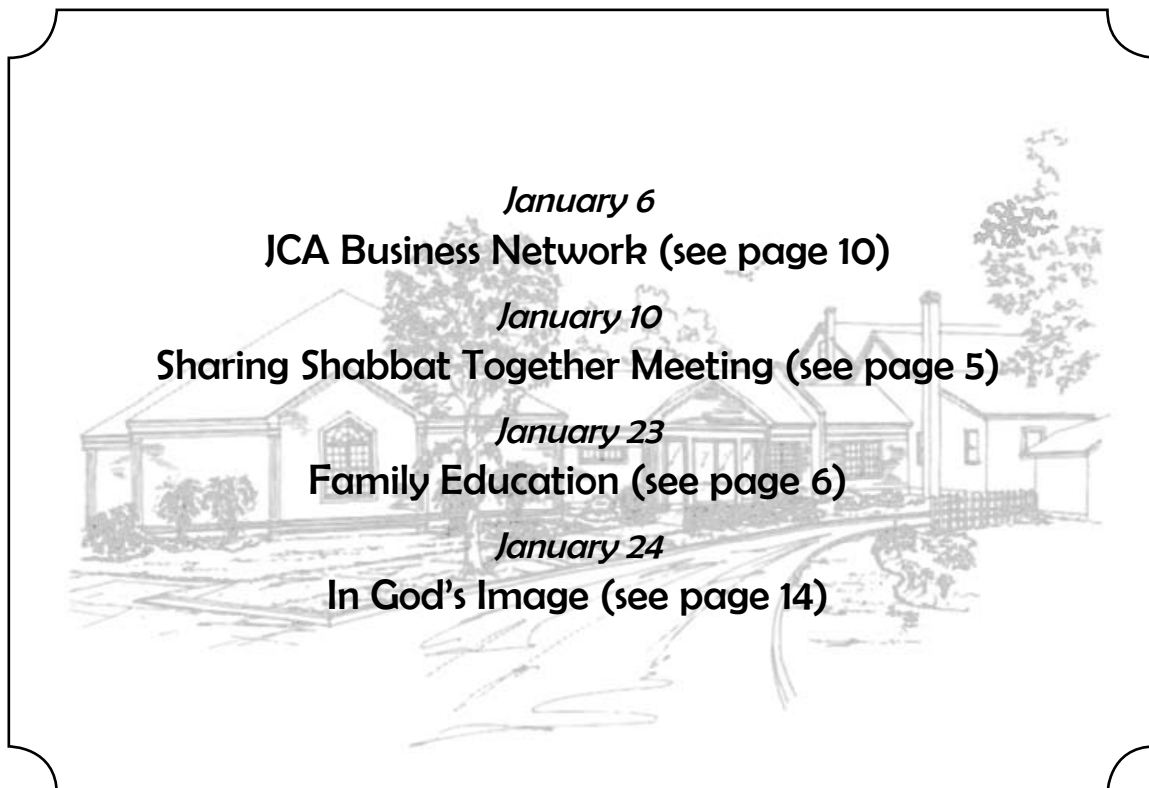 January 6
JCA Business Network (see page 10)
January 10
Sharing Shabbat Together Meeting (see page 5)
January 23
Family Education (see page 6)
January 24
In God's Image (see page 14)